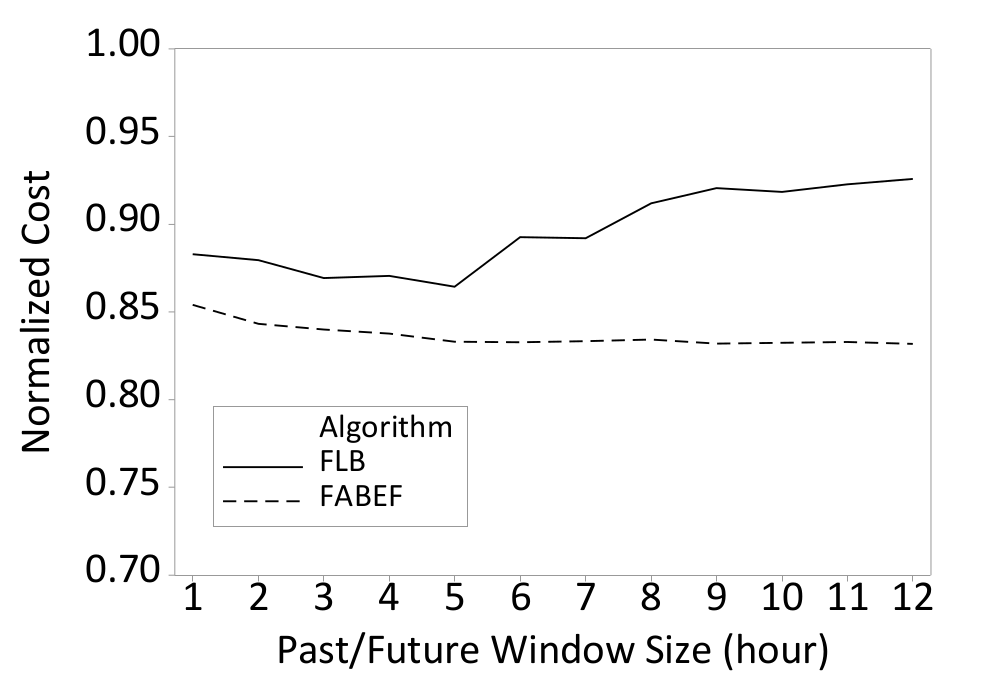 1.00
0.95
0.90
0.85
0.80
0.75
0.70
Normalized Cost
Algorithm
FLB
FABEF
1 2 3 4 5 6 7 8 9 10 11 12
Past/Future Window Size (hour)